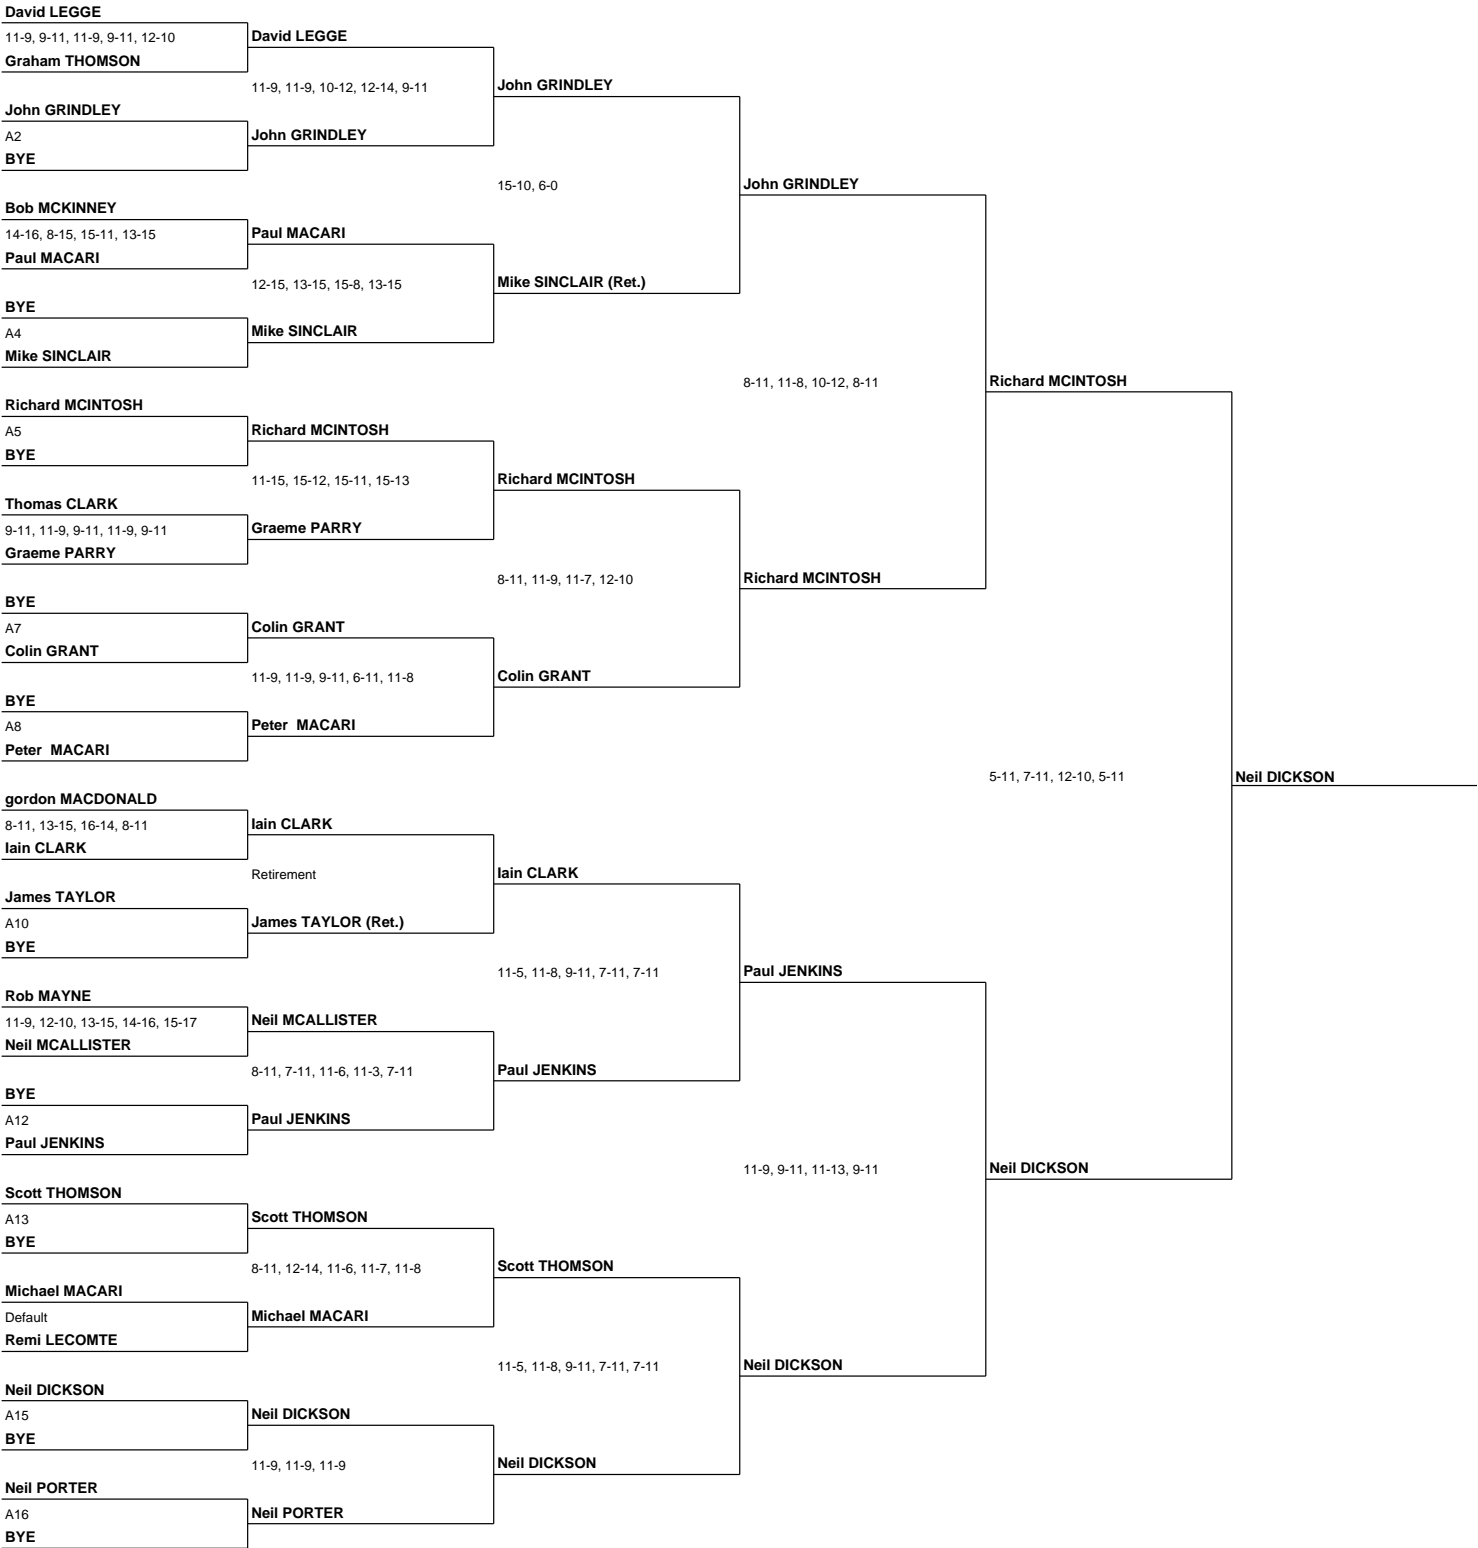 David LEGGE
11-9, 9-11, 11-9, 9-11, 12-10
Graham THOMSON
John GRINDLEY
A2
BYE
Bob MCKINNEY
14-16, 8-15, 15-11, 13-15
Paul MACARI
BYE
A4
Mike SINCLAIR
Richard MCINTOSH
A5
BYE
Thomas CLARK
9-11, 11-9, 9-11, 11-9, 9-11
Graeme PARRY
BYE
A7
Colin GRANT
BYE
A8
Peter  MACARI
gordon MACDONALD
8-11, 13-15, 16-14, 8-11
Iain CLARK
James TAYLOR
A10
BYE
Rob MAYNE
11-9, 12-10, 13-15, 14-16, 15-17
Neil MCALLISTER
BYE
A12
Paul JENKINS
Scott THOMSON
A13
BYE
Michael MACARI
Default
Remi LECOMTE
Neil DICKSON
A15
BYE
Neil PORTER
A16
BYE
David LEGGE
11-9, 11-9, 10-12, 12-14, 9-11
John GRINDLEY
Paul MACARI
12-15, 13-15, 15-8, 13-15
Mike SINCLAIR
Richard MCINTOSH
11-15, 15-12, 15-11, 15-13
Graeme PARRY
Colin GRANT
11-9, 11-9, 9-11, 6-11, 11-8
Peter  MACARI
Iain CLARK
Retirement
James TAYLOR (Ret.)
Neil MCALLISTER
8-11, 7-11, 11-6, 11-3, 7-11
Paul JENKINS
Scott THOMSON
8-11, 12-14, 11-6, 11-7, 11-8
Michael MACARI
Neil DICKSON
11-9, 11-9, 11-9
Neil PORTER
John GRINDLEY
15-10, 6-0
Mike SINCLAIR (Ret.)
Richard MCINTOSH
8-11, 11-9, 11-7, 12-10
Colin GRANT
Iain CLARK
11-5, 11-8, 9-11, 7-11, 7-11
Paul JENKINS
Scott THOMSON
11-5, 11-8, 9-11, 7-11, 7-11
Neil DICKSON
John GRINDLEY
8-11, 11-8, 10-12, 8-11
Richard MCINTOSH
Paul JENKINS
11-9, 9-11, 11-13, 9-11
Neil DICKSON
Richard MCINTOSH
5-11, 7-11, 12-10, 5-11
Neil DICKSON
Neil DICKSON